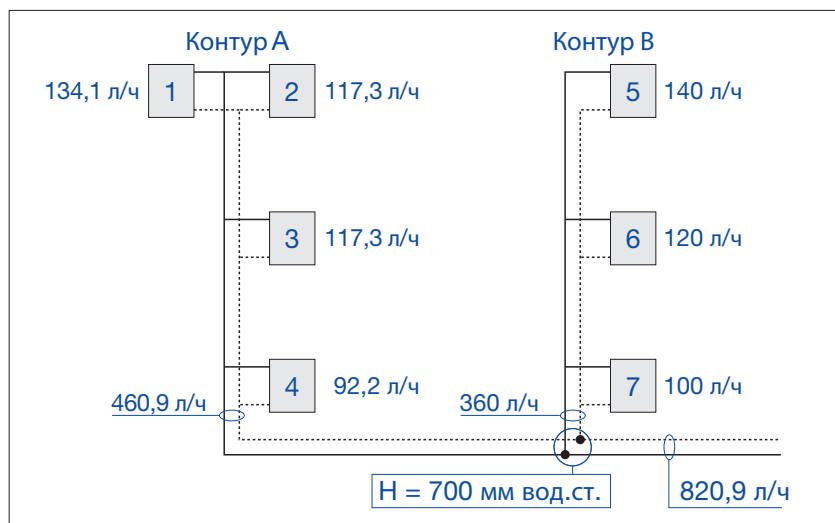 Контур А Контур В
134,1 л/ч 1 2 117,3 л/ч 5 140 л/ч
3 117,3 л/ч 6 120 л/ч
4 92,2 л/ч 7 100 л/ч
460,9 л/ч 360 л/ч
H = 700 мм вод.ст. 820,9 л/ч